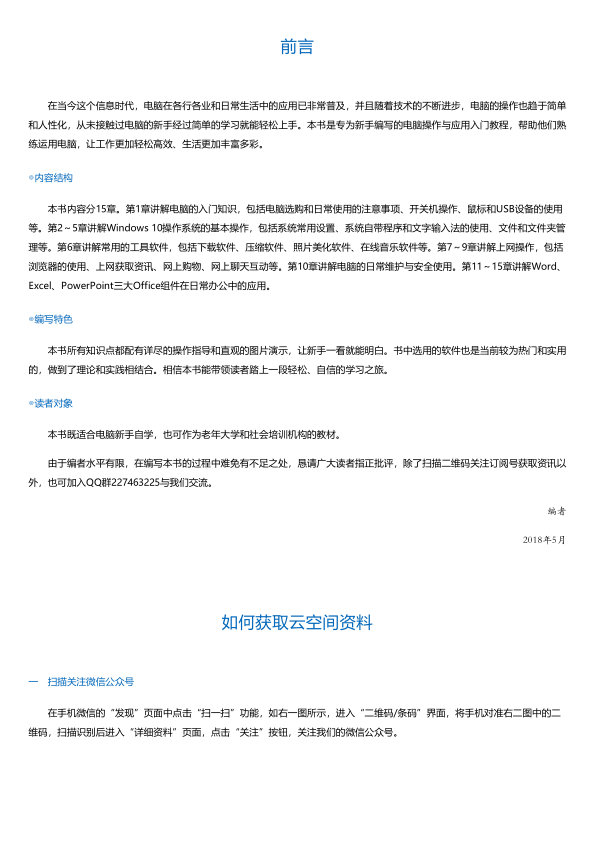 前言
在当今这个信息时代，电脑在各行各业和日常生活中的应用已非常普及，并且随着技术的不断进步，电脑的操作也趋于简单
和人性化，从未接触过电脑的新手经过简单的学习就能轻松上手。本书是专为新手编写的电脑操作与应用入门教程，帮助他们熟
练运用电脑，让工作更加轻松高效、生活更加丰富多彩。
◎内容结构
本书内容分15章。第1章讲解电脑的入门知识，包括电脑选购和日常使用的注意事项、开关机操作、鼠标和USB设备的使用
等。第2～5章讲解Windows 10操作系统的基本操作，包括系统常用设置、系统自带程序和文字输入法的使用、文件和文件夹管
理等。第6章讲解常用的工具软件，包括下载软件、压缩软件、照片美化软件、在线音乐软件等。第7～9章讲解上网操作，包括
浏览器的使用、上网获取资讯、网上购物、网上聊天互动等。第10章讲解电脑的日常维护与安全使用。第11～15章讲解Word、
Excel、PowerPoint三大Office组件在日常办公中的应用。
◎编写特色
本书所有知识点都配有详尽的操作指导和直观的图片演示，让新手一看就能明白。书中选用的软件也是当前较为热门和实用
的，做到了理论和实践相结合。相信本书能带领读者踏上一段轻松、自信的学习之旅。
◎读者对象
本书既适合电脑新手自学，也可作为老年大学和社会培训机构的教材。
由于编者水平有限，在编写本书的过程中难免有不足之处，恳请广大读者指正批评，除了扫描二维码关注订阅号获取资讯以
外，也可加入QQ群227463225与我们交流。
编者
2018年5月
如何获取云空间资料
一　扫描关注微信公众号
在手机微信的“发现”页面中点击“扫一扫”功能，如右一图所示，进入“二维码/条码”界面，将手机对准右二图中的二
维码，扫描识别后进入“详细资料”页面，点击“关注”按钮，关注我们的微信公众号。